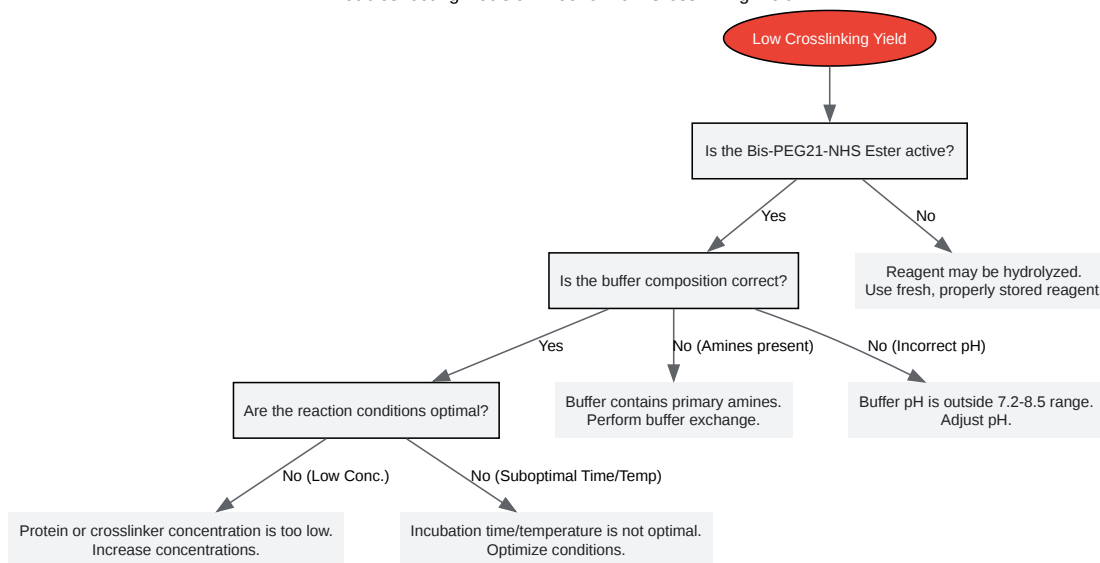 Low Crosslinking Yield
Is the Bis-PEG21-NHS Ester active?
Yes
No
Is the buffer composition correct?
Reagent may be hydrolyzed.
Use fresh, properly stored reagent
Yes
No (Amines present)
No (Incorrect pH)
Are the reaction conditions optimal?
Buffer contains primary amines.
Perform buffer exchange.
Buffer pH is outside 7.2-8.5 range.
Adjust pH.
No (Low Conc.)
No (Suboptimal Time/Temp)
Protein or crosslinker concentration is too low.
Increase concentrations.
Incubation time/temperature is not optimal.
Optimize conditions.